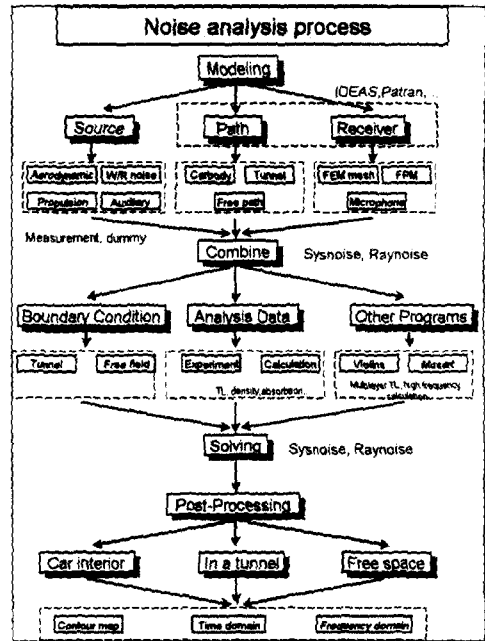 Noise analysis process
Modeling
(IDEAS,Patran, ..
Source Path Receiver
Aerodynamic W/R noise Carbody Tunnel FEM mesh FPM
Propulsion Auxiliary Free path Microphone
Measurement, dummy
Combine Sysnoise, Raynoise
Boundary Condition Analysis Data Other Programs
Tunnel Free field Experiment Calculation Violins Mozart
TL, density,absorption, Multilayer TL, high frequency
calculation
Solving Sysnoise, Raynoise
Post-Processing
Car interior In a tunnel Free space
Contour map Time domain Frequency domain